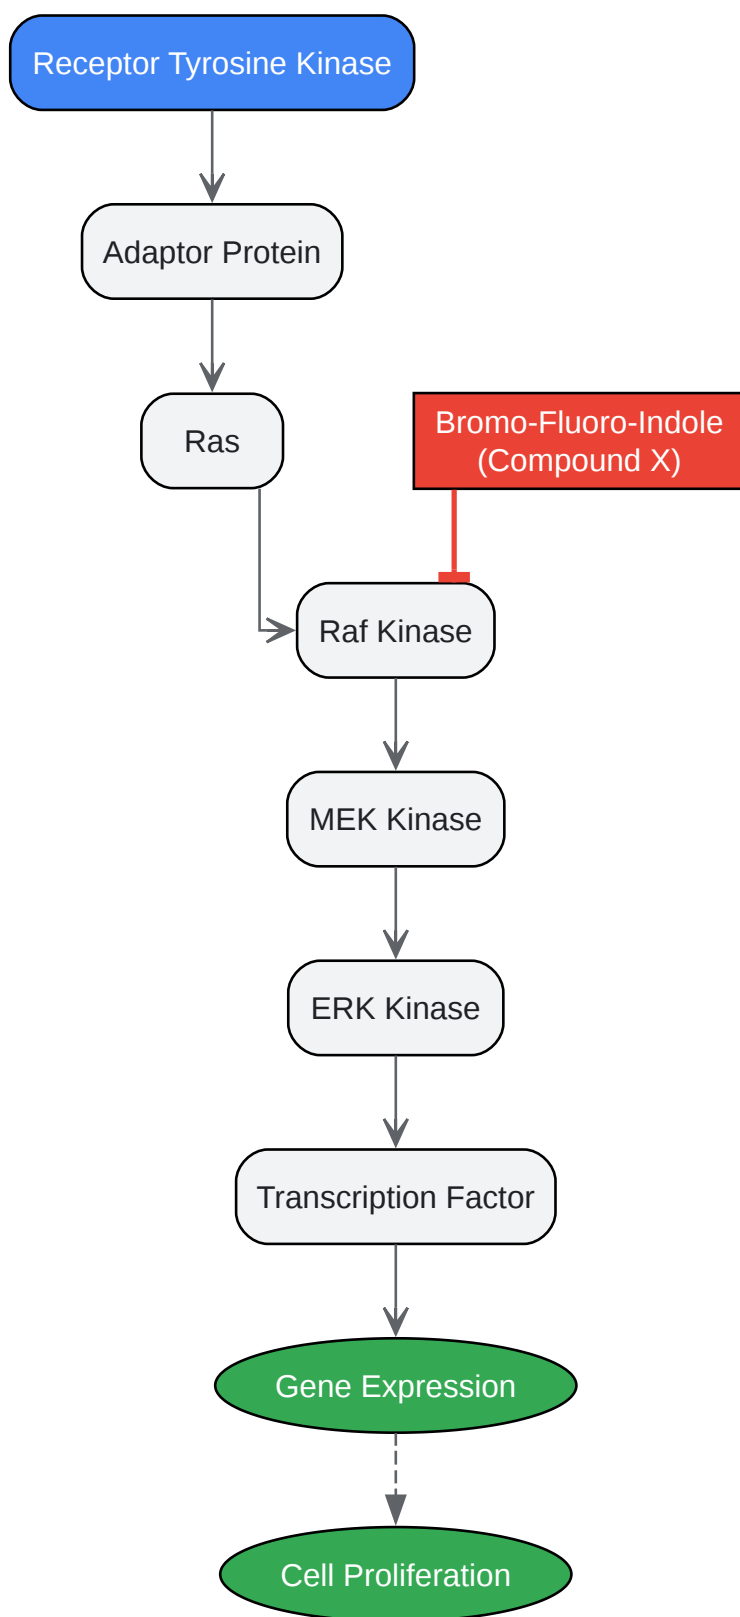 Receptor Tyrosine Kinase
Adaptor Protein
Ras
Bromo-Fluoro-Indole
(Compound X)
Raf Kinase
MEK Kinase
ERK Kinase
Transcription Factor
Gene Expression
Cell Proliferation